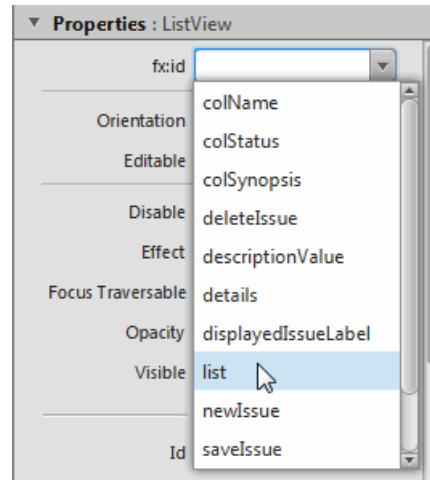 Properties : ListView
fx:id
colName
Orientation
colStatus
Editable
colSynopsis
Disable
deleteIssue
Effect
descriptionValue
Focus Traversable
details
Opacity
displayedIssueLabel
Visible
list
newIssue
Id
saveIssue